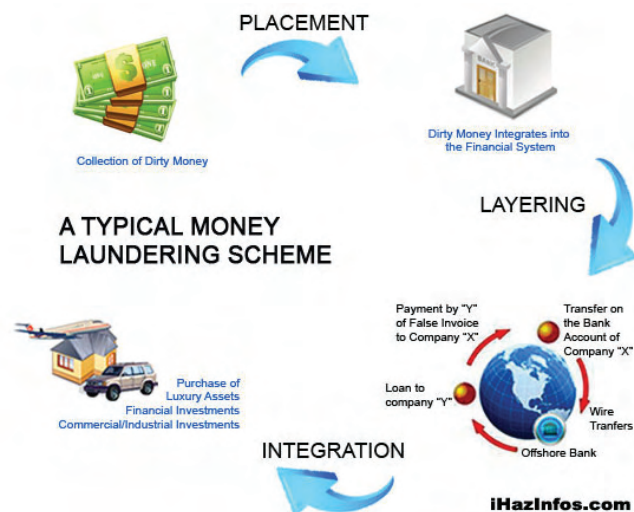 PLACEMENT
Collection of Dirty Money
BANK
Dirty Money Integrates into
the Financial System
A TYPICAL MONEY
LAUNDERING SCHEME
LAYERING
Payment by "Y"
of False Invoice
to Company "X"
Transfer on
the Bank
Account of
Company "X"
Loan to
company "Y"
Wire
Tranfers
Offshore Bank
Purchase of
Luxury Assets
Financial Investments
Commercial/Industrial Investments
INTEGRATION
iHazInfos.com